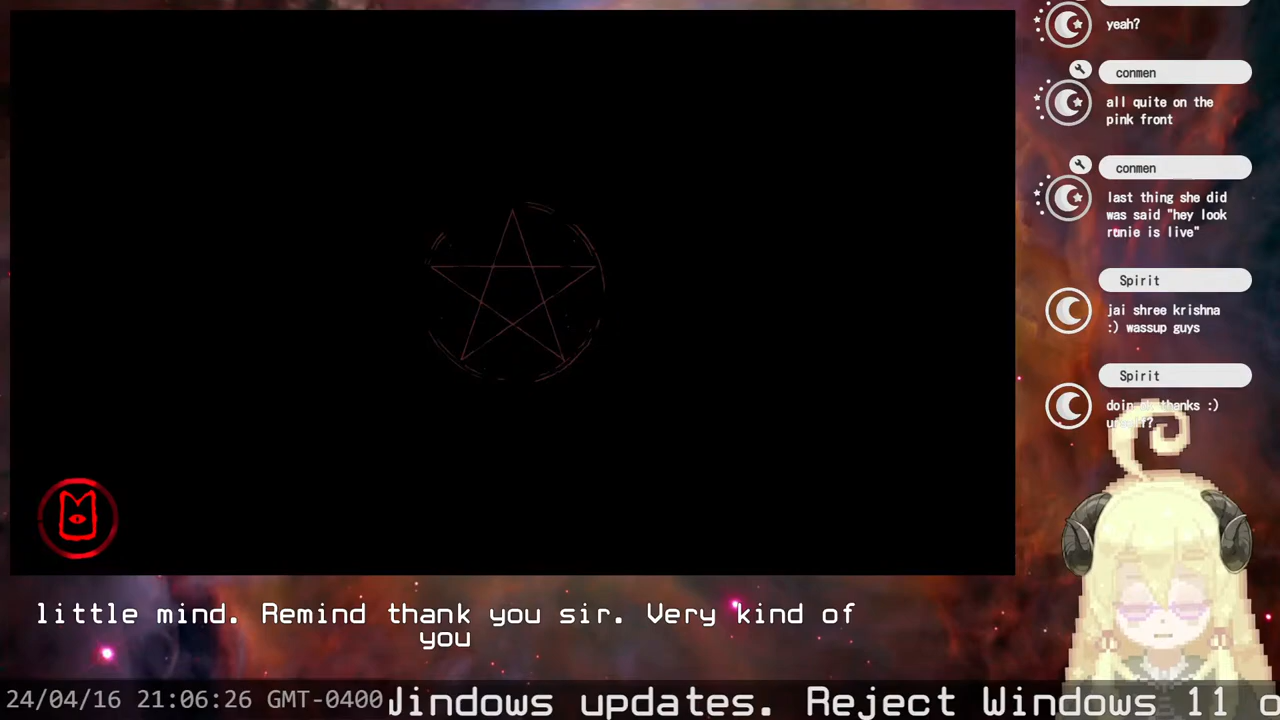 yeah?
conmen
all quite on the
pink front
conmen
last thing she did
was said "hey look
runie is live"
Spirit
jai shree krishna
:) wassup guys
Spirit
thanks :)
little mind. Remind thank you sir. Very kind of
you
24/04/16 21:06:26 GMT-0400
Windows updates. Reject Windows 11